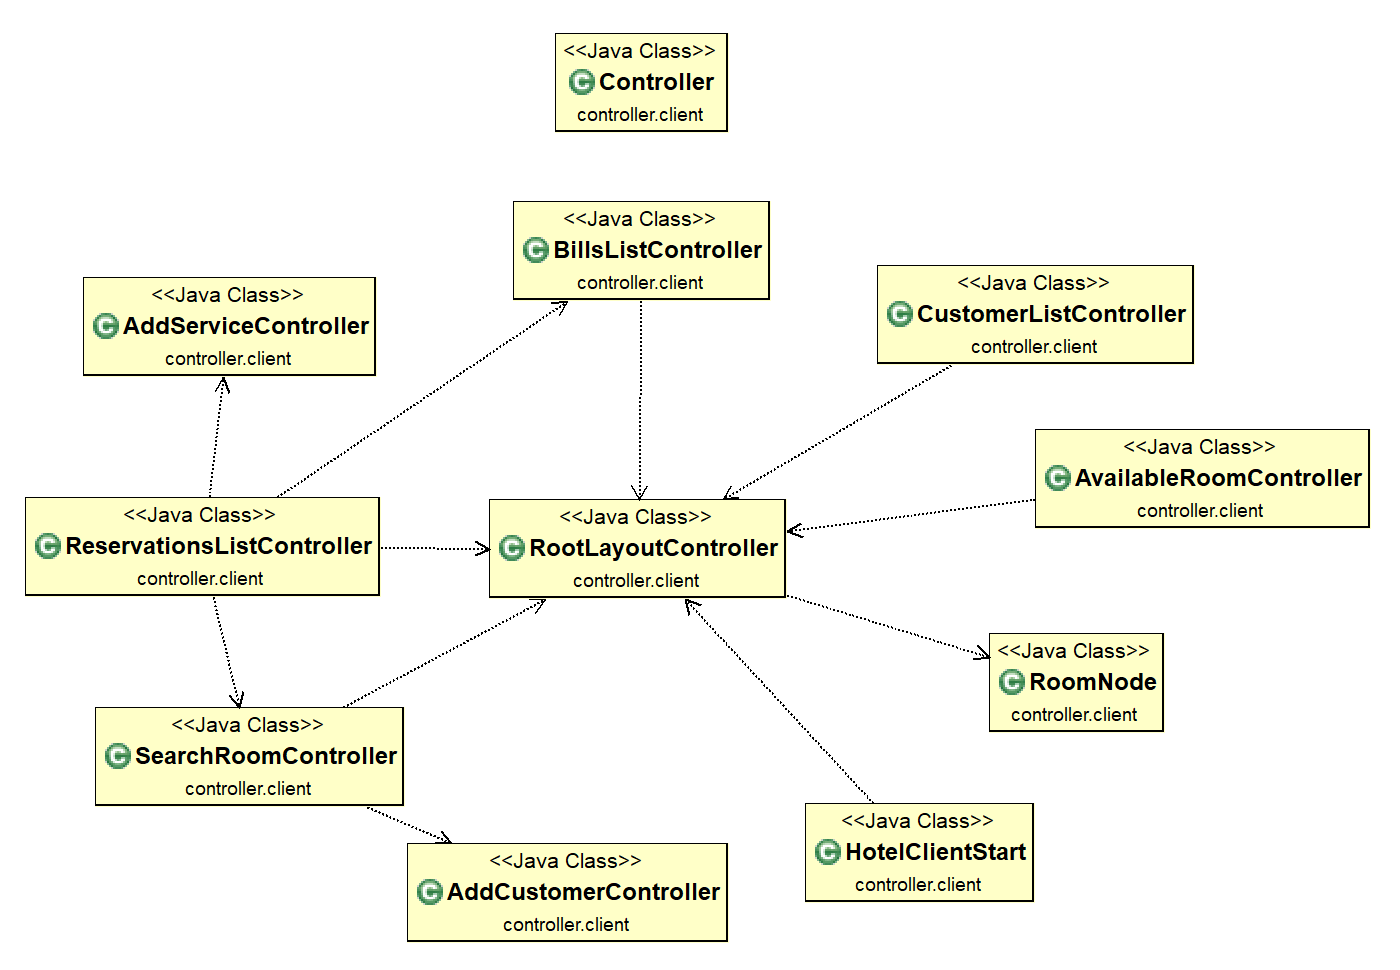 <<Java Class>>
C Controller
controller.client
<<Java Class>>
C BillsListController
controller.client
<<Java Class>>
C CustomerListController
controller.client
<<Java Class>>
C AddServiceController
controller.client
<<Java Class>>
C AvailableRoomController
controller.client
<<Java Class>>
C ReservationsListController
controller.client
<<Java Class>>
C RootLayoutController
controller.client
<<Java Class>>
C RoomNode
controller.client
<<Java Class>>
C SearchRoomController
controller.client
<<Java Class>>
C HotelClientStart
controller.client
<<Java Class>>
C AddCustomerController
controller.client